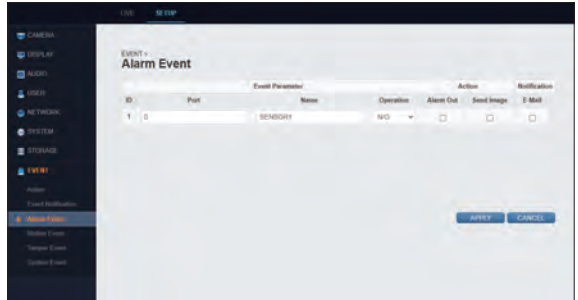 LIVE SETUP
CAMERA
DISPLAY
AUDIO
USER
NETWORK
SYSTEM
STORAGE
EVENT
Action
Event Notification
Alarm Event
Motion Event
Tamper Event
System Event
EVENT >
Alarm Event
Event Parameter Action Notification
ID Port Name Operation Alarm Out Send Image E-Mail
1 0 SENSOR1 N/O
APPLY CANCEL